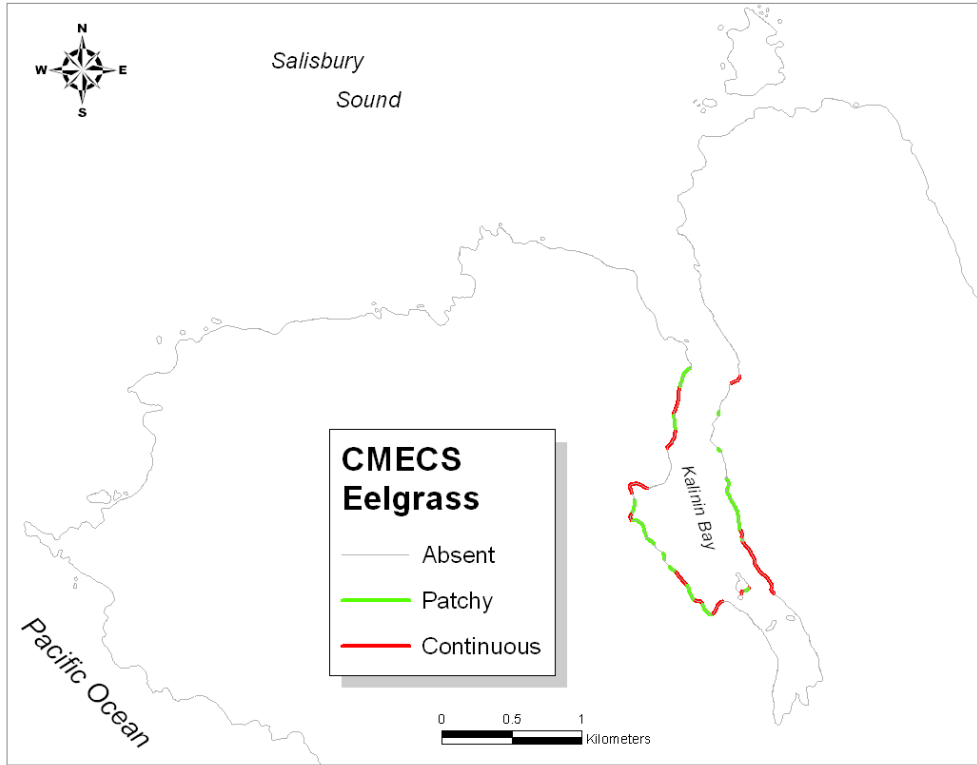 N
W E
S
Salisbury
Sound
CMECS
Eelgrass
Absent
Patchy
Continuous
Kalinin Bay
Pacific Ocean
0 0.5 1
Kilometers